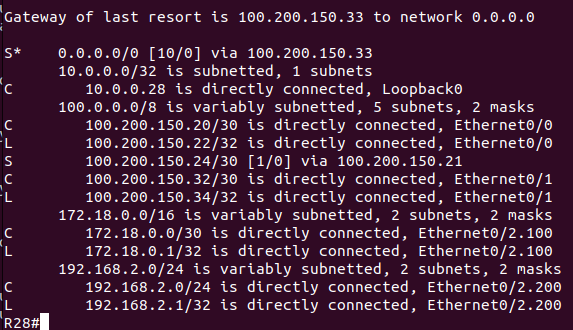 Gateway of last resort is 100.200.150.33 to network 0.0.0.0
S*    0.0.0.0/0 [10/0] via 100.200.150.33
      10.0.0.0/32 is subnetted, 1 subnets
C        10.0.0.28 is directly connected, Loopback0
      100.0.0.0/8 is variably subnetted, 5 subnets, 2 masks
C        100.200.150.20/30 is directly connected, Ethernet0/0
L        100.200.150.22/32 is directly connected, Ethernet0/0
S        100.200.150.24/30 [1/0] via 100.200.150.21
C        100.200.150.32/30 is directly connected, Ethernet0/1
L        100.200.150.34/32 is directly connected, Ethernet0/1
      172.18.0.0/16 is variably subnetted, 2 subnets, 2 masks
C        172.18.0.0/30 is directly connected, Ethernet0/2.100
L        172.18.0.1/32 is directly connected, Ethernet0/2.100
      192.168.2.0/24 is variably subnetted, 2 subnets, 2 masks
C        192.168.2.0/24 is directly connected, Ethernet0/2.200
L        192.168.2.1/32 is directly connected, Ethernet0/2.200
R28#